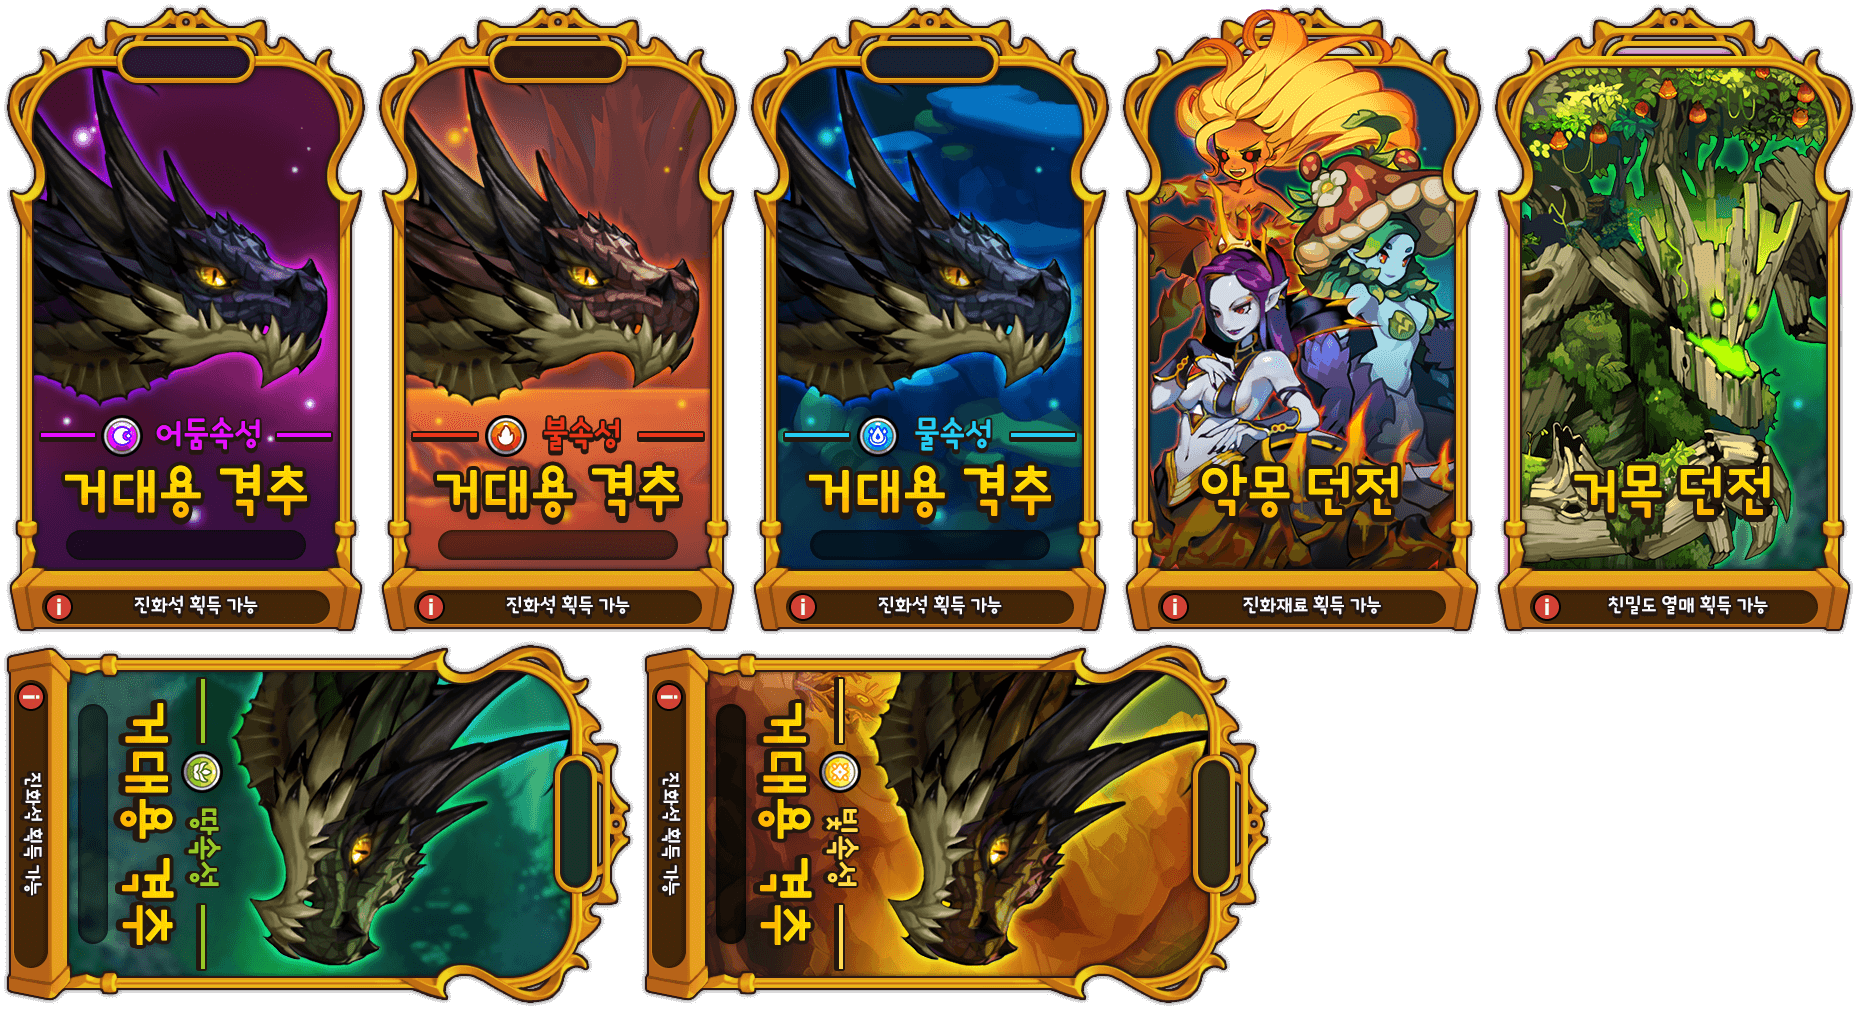 어둠속성
거대용 격추
진화석 획득 가능
불속성
거대용 격추
진화석 획득 가능
물속성
거대용 격추
진화석 획득 가능
악몽 던전
진화재료 획득 가능
거목 던전
친밀도 열매 획득 가능
땅속성
거대용 격추
진화석 획득 가능
빛속성
거대용 격추
진화석 획득 가능